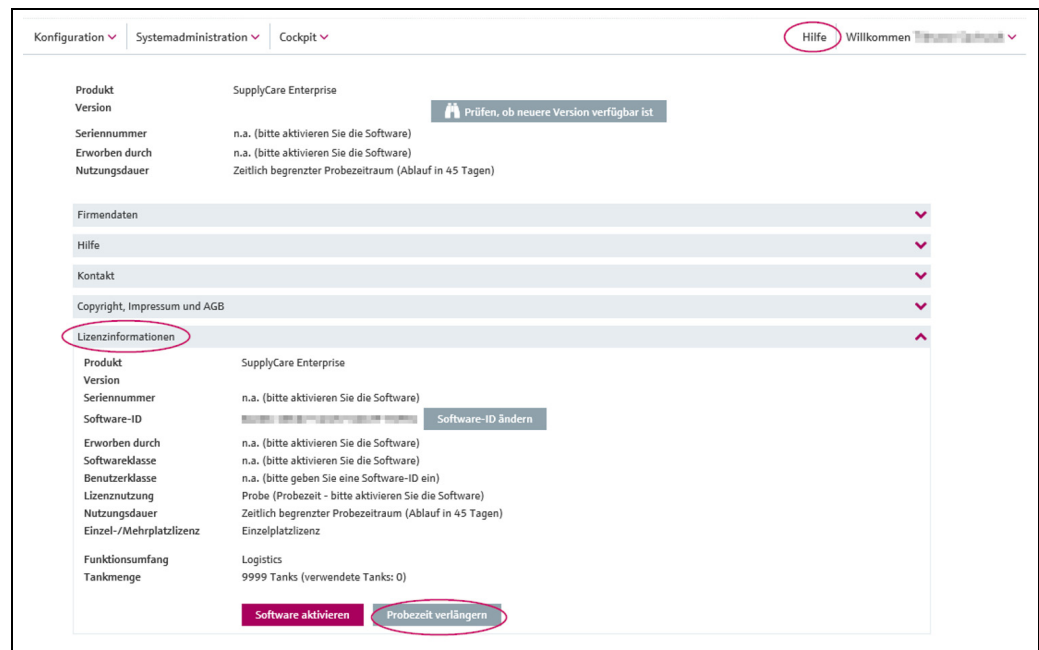 Konfiguration Systemadministration Cockpit Hilfe Willkommen
Produkt SupplyCare Enterprise
Version Prüfen, ob neuere Version verfügbar ist
Seriennummer n.a. (bitte aktivieren Sie die Software)
Erworben durch n.a. (bitte aktivieren Sie die Software)
Nutzungsdauer Zeitlich begrenzter Probezeitraum (Ablauf in 45 Tagen)
Firmendaten
Hilfe
Kontakt
Copyright, Impressum und AGB
Lizenzinformationen
Produkt SupplyCare Enterprise
Version
Seriennummer n.a. (bitte aktivieren Sie die Software)
Software-ID Software-ID ändern
Erworben durch n.a. (bitte aktivieren Sie die Software)
Softwareklasse n.a. (bitte aktivieren Sie die Software)
Benutzerklasse n.a. (bitte geben Sie eine Software-ID ein)
Lizenznutzung Probe (Probezeit - bitte aktivieren Sie die Software)
Nutzungsdauer Zeitlich begrenzter Probezeitraum (Ablauf in 45 Tagen)
Einzel-/Mehrplatzlizenz Einzelplatzlizenz
Funktionsumfang Logistics
Tankmenge 9999 Tanks (verwendete Tanks: 0)
Software aktivieren Probezeit verlängern